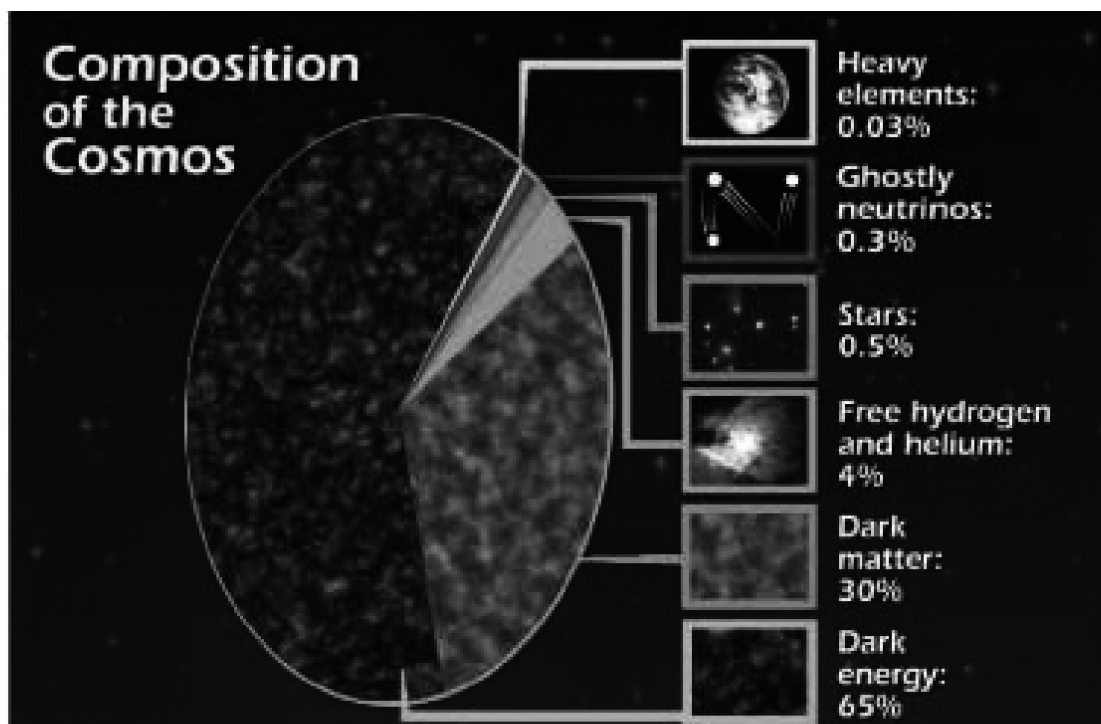 Composition
of the
Cosmos
Heavy
elements:
0.03%
Ghostly
neutrinos:
0.3%
Stars:
0.5%
Free hydrogen
and helium:
4%
Dark
matter:
30%
Dark
energy:
65%